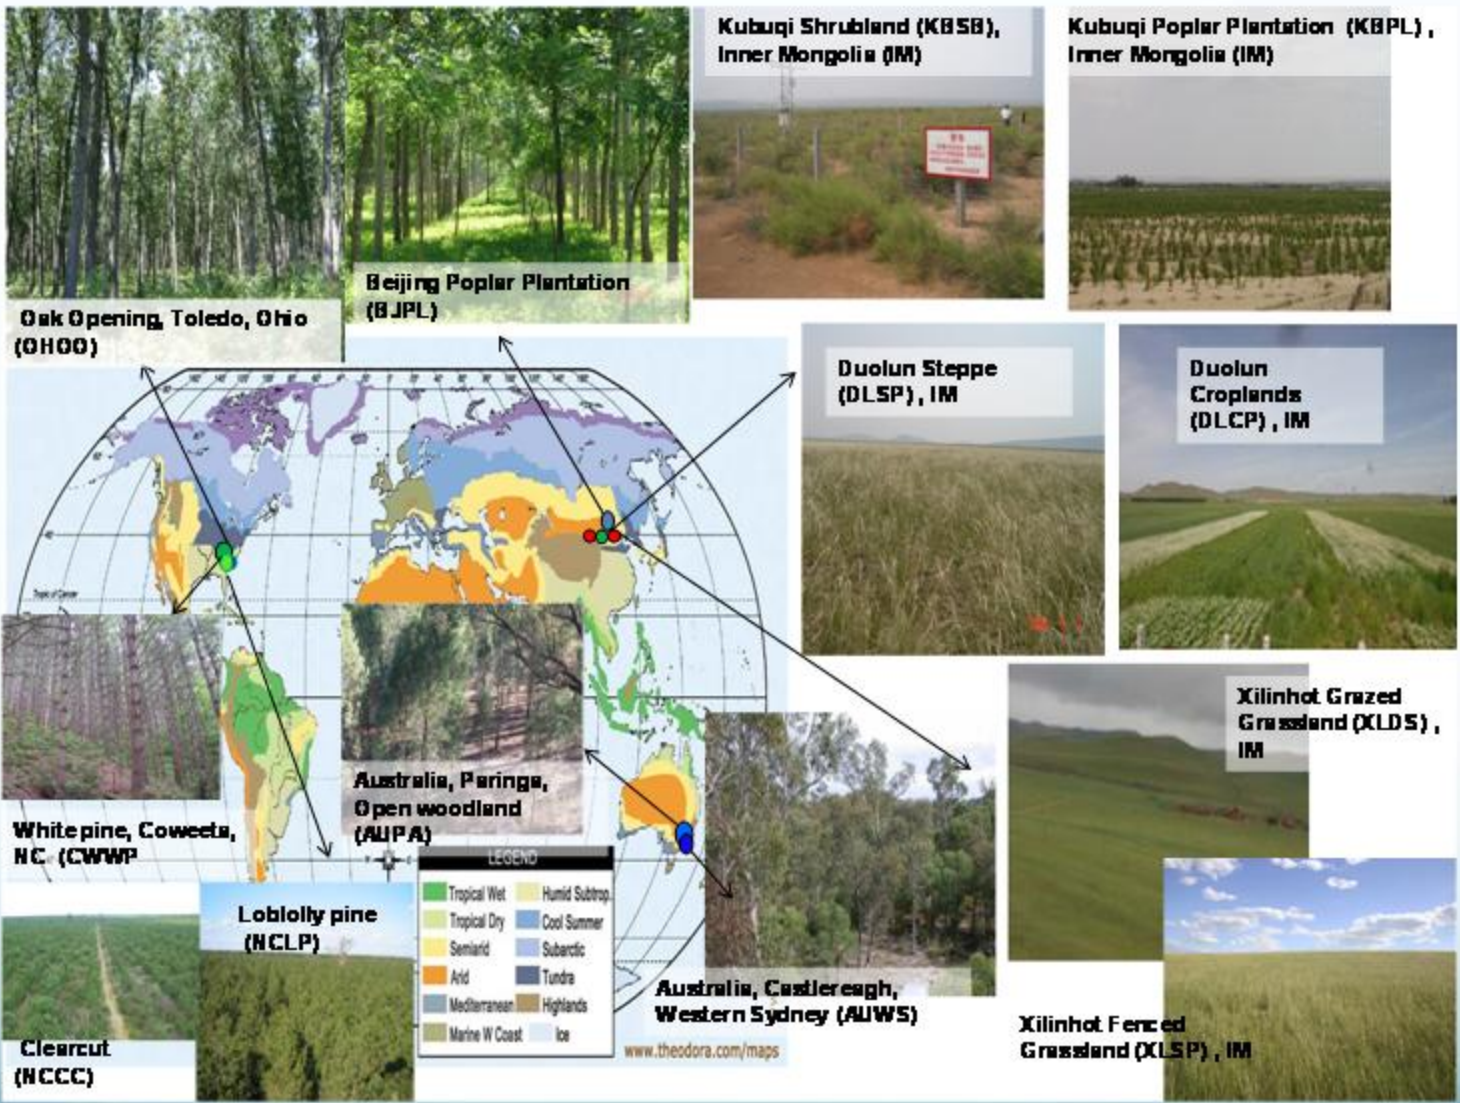 Kubuqi Shrubland (KBSB),
Inner Mongolia (IM)
Kubuqi Poplar Plantation (KBPL) ,
Inner Mongolia (IM)
Beijing Poplar Plantation
(BJPL)
Oak Opening, Toledo, Ohio
(OHOO)
Duolun Steppe
(DLSP) , IM
Duolun
Croplands
(DLCP) , IM
Tropic of Cancer
Xilinhot Grazed
Grassland (XLDS) ,
IM
Australia, Paringa,
Open woodland
(AUPA)
White pine, Coweeta,
NC (CWWP
LEGEND
Tropical Wet
Humid Subtrop.
Tropical Dry
Cool Summer
Semiarid
Subarctic
Arid
Tundra
Mediterranean
Highlands
Marine W Coast
Ice
Loblolly pine
(NCLP)
Australia, Castlereagh,
Western Sydney (AUWS)
Xilinhot Fenced
Grassland (XLSP) , IM
www.theodora.com/maps
Clearcut
(NCCC)